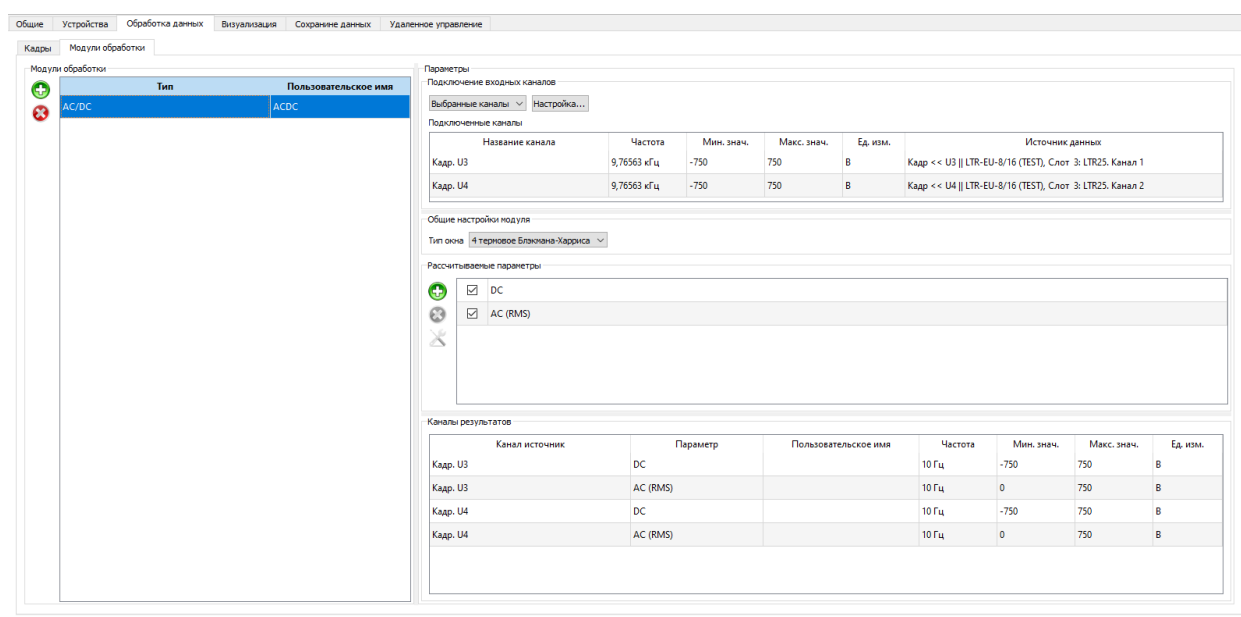 Общие Устройства Обработка данных Визуализация Сохранине данных Удаленное управление
Кадры Модули обработки
Модули обработки
Тип Пользовательское имя
AC/DC ACDC
Параметры
Подключение входных каналов
Выбранные каналы Настройка...
Подключенные каналы
Название канала Частота Мин. знач. Макс. знач. Ед. изм. Источник данных
Кадр. U3 9,76563 кГц -750 750 В Кадр << U3 || LTR-EU-8/16 (TEST), Слот 3: LTR25. Канал 1
Кадр. U4 9,76563 кГц -750 750 В Кадр << U4 || LTR-EU-8/16 (TEST), Слот 3: LTR25. Канал 2
Общие настройки модуля
Тип окна 4 термовое Блэкмана-Харриса
Рассчитываемые параметры
DC
AC (RMS)
Каналы результатов
Канал источник Параметр Пользовательское имя Частота Мин. знач. Макс. знач. Ед. изм.
Кадр. U3 DC 10 Гц -750 750 В
Кадр. U3 AC (RMS) 10 Гц 0 750 В
Кадр. U4 DC 10 Гц -750 750 В
Кадр. U4 AC (RMS) 10 Гц 0 750 В